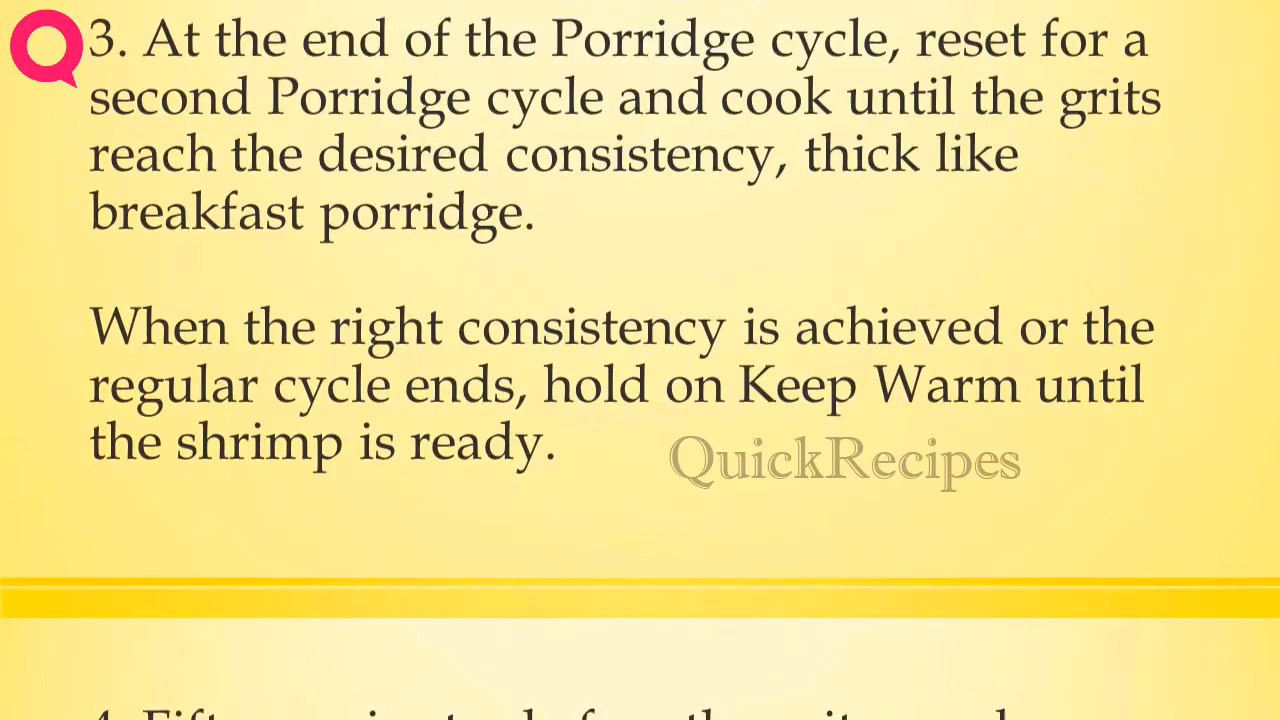 3. At the end of the Porridge cycle, reset for a
second Porridge cycle and cook until the grits
reach the desired consistency, thick like
breakfast porridge.
When the right consistency is achieved or the
regular cycle ends, hold on Keep Warm until
the shrimp is ready.
QuickRecipes